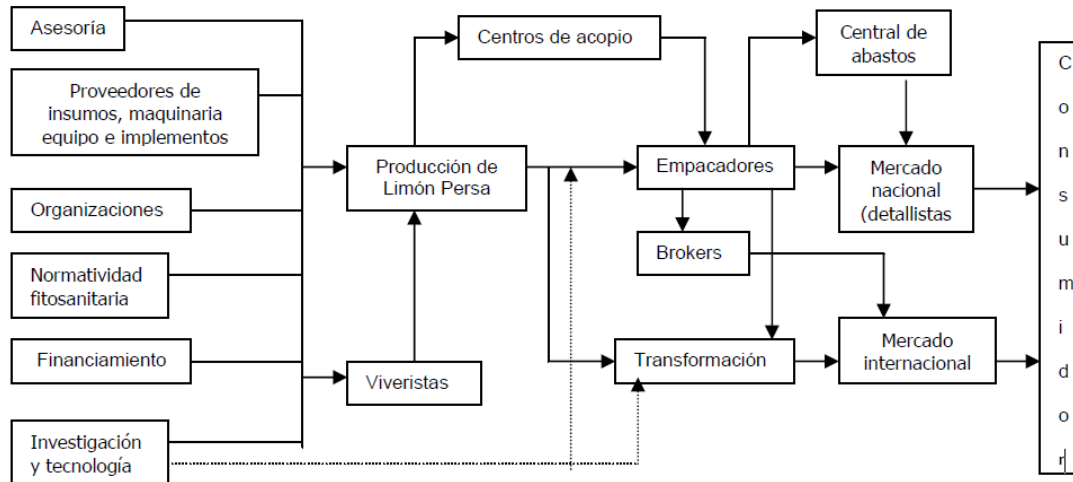 Asesoría
Proveedores de
insumos, maquinaria
equipo e implementos
Organizaciones
Normatividad
fitosanitaria
Financiamiento
Investigación
y tecnología
Centros de acopio
Producción de
Limón Persa
Viveristas
Empacadores
Brokers
Transformación
Central de
abastos
Mercado
nacional
(detallistas
Mercado
internacional
C
o
n
s
u
m
i
d
o
r